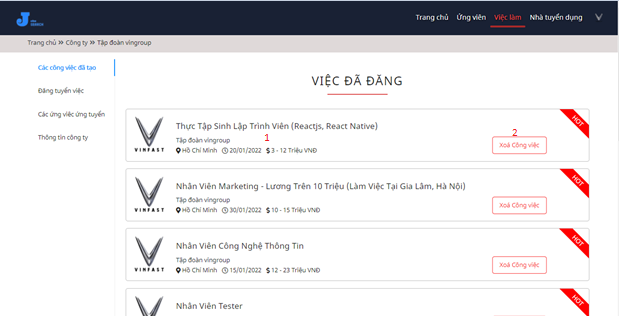 Trang chủ Ứng viên Việc làm Nhà tuyển dụng
Trang chủ » Công ty » Tập đoàn vingroup
Các công việc đã tạo
Đăng tuyển việc
Các ứng việc ứng tuyển
Thông tin công ty
VIỆC ĐÃ ĐĂNG
VINFAST
Thực Tập Sinh Lập Trình Viên (Reactjs, React Native)
Tập đoàn vingroup
1
Hồ Chí Minh 20/01/2022 $ 3 - 12 Triệu VNĐ
2
Xoá Công việc
HOT
VINFAST
Nhân Viên Marketing - Lương Trên 10 Triệu (Làm Việc Tại Gia Lâm, Hà Nội)
Tập đoàn vingroup
Hồ Chí Minh 30/01/2022 $ 10 - 15 Triệu VNĐ
Xoá Công việc
HOT
VINFAST
Nhân Viên Công Nghệ Thông Tin
Tập đoàn vingroup
Hồ Chí Minh 15/01/2022 $ 12 - 23 Triệu VNĐ
Xoá Công việc
HOT
Nhân Viên Tester
HOT